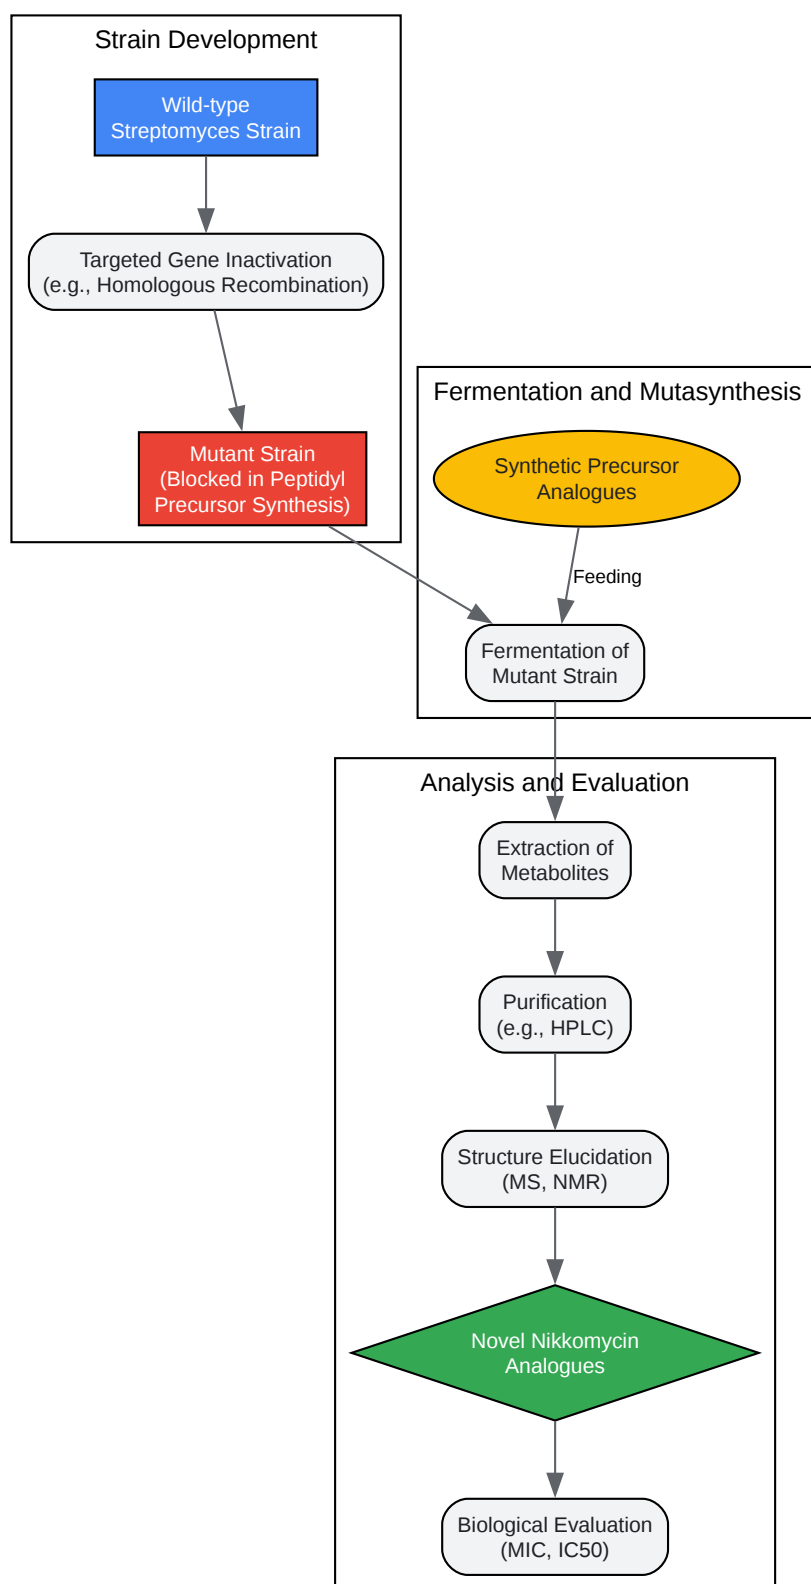 Strain Development
Wild-type
Streptomyces Strain
Targeted Gene Inactivation
(e.g., Homologous Recombination)
Mutant Strain
(Blocked in Peptidyl
Precursor Synthesis)
Fermentation and Mutasynthesis
Synthetic Precursor
Analogues
Feeding
Fermentation of
Mutant Strain
Analysis and Evaluation
Extraction of
Metabolites
Purification
(e.g., HPLC)
Structure Elucidation
(MS, NMR)
Novel Nikkomycin
Analogues
Biological Evaluation
(MIC, IC50)